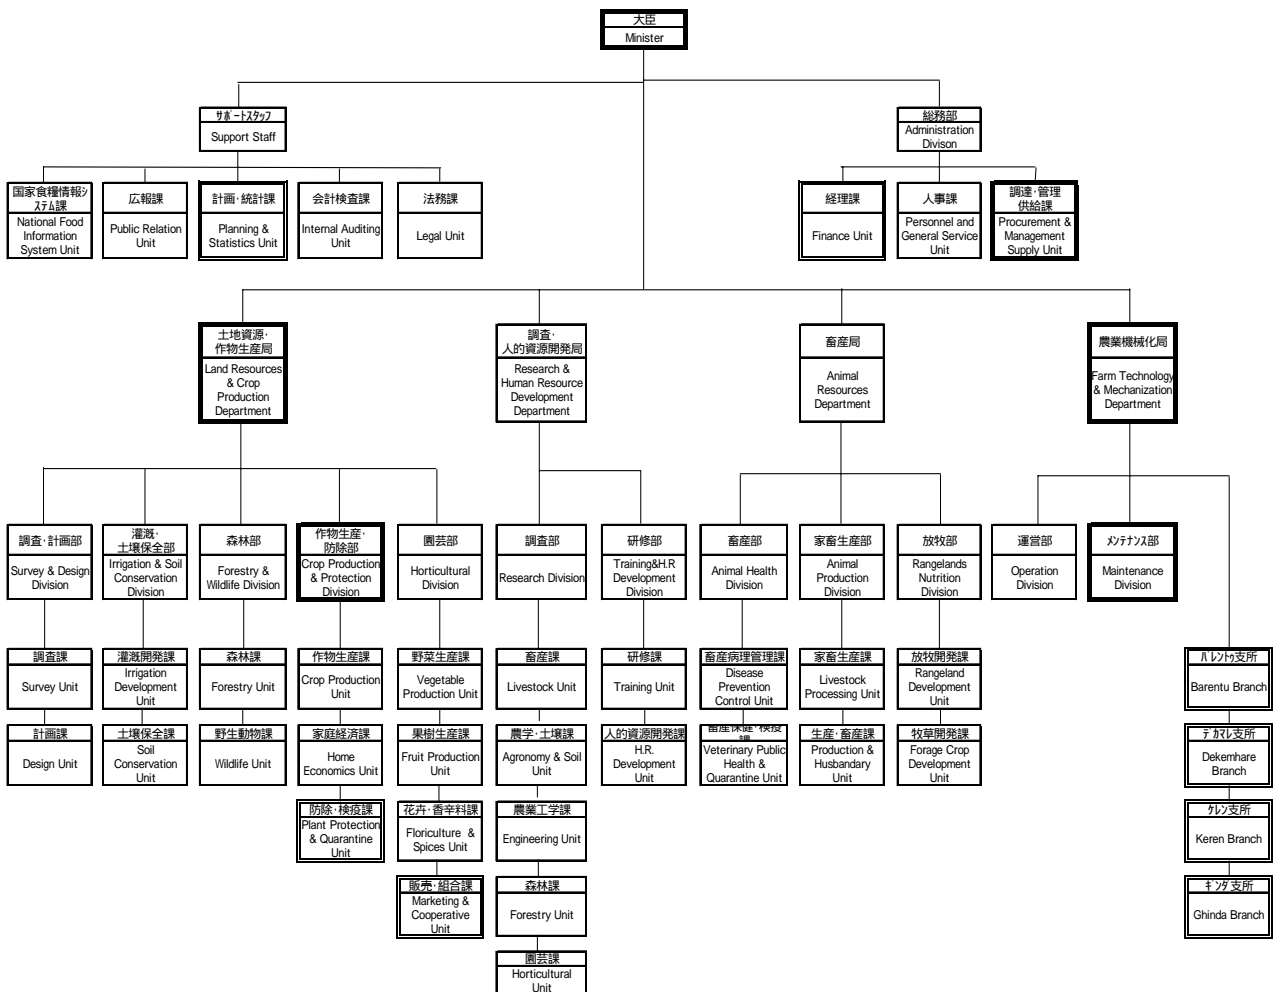 大臣
Minister
サポートスタッフ
Support Staff
総務部
Administration
Divison
国家食糧情報シ
ステム課
National Food
Information
System Unit
広報課
Public Relation
Unit
計画・統計課
Planning &
Statistics Unit
会計検査課
Internal Auditing
Unit
法務課
Legal Unit
経理課
Finance Unit
人事課
Personnel and
General Service
Unit
調達・管理
供給課
Procurement &
Management
Supply Unit
土地資源・
作物生産局
Land Resources
& Crop
Production
Department
調査・
人的資源開発局
Research &
Human Resource
Development
Department
畜産局
Animal
Resources
Department
農業機械化局
Farm Technology
& Mechanization
Department
調査・計画部
Survey & Design
Division
灌漑・
土壌保全部
Irrigation & Soil
Conservation
Division
森林部
Forestry &
Wildlife Division
作物生産・
防除部
Crop Production
& Protection
Division
園芸部
Horticultural
Division
調査部
Research Division
研修部
Training&H.R
Development
Division
畜産部
Animal Health
Division
家畜生産部
Animal
Production
Division
放牧部
Rangelands
Nutrition
Division
運営部
Operation
Division
メンテナンス部
Maintenance
Division
調査課
Survey Unit
灌漑開発課
Irrigation
Development
Unit
森林課
Forestry Unit
作物生産課
Crop Production
Unit
野菜生産課
Vegetable
Production Unit
畜産課
Livestock Unit
研修課
Training Unit
畜産病理管理課
Disease
Prevention
Control Unit
家畜生産課
Livestock
Processing Unit
放牧開発課
Rangeland
Development
Unit
バレントゥ支所
Barentu Branch
計画課
Design Unit
土壌保全課
Soil
Conservation
Unit
野生動物課
Wildlife Unit
家庭経済課
Home
Economics Unit
果樹生産課
Fruit Production
Unit
農学・土壌課
Agronomy & Soil
Unit
人的資源開発課
H.R.
Development
Unit
畜産保健・検疫
課
Veterinary Public
Health &
Quarantine Unit
生産・畜産課
Production &
Husbandary
Unit
牧草開発課
Forage Crop
Development
Unit
デカマレ支所
Dekemhare
Branch
防除・検疫課
Plant Protection
& Quarantine
Unit
花卉・香辛料課
Floriculture &
Spices Unit
農業工学課
Engineering Unit
ケレン支所
Keren Branch
販売・組合課
Marketing &
Cooperative
Unit
森林課
Forestry Unit
ギンダ支所
Ghinda Branch
園芸課
Horticultural
Unit